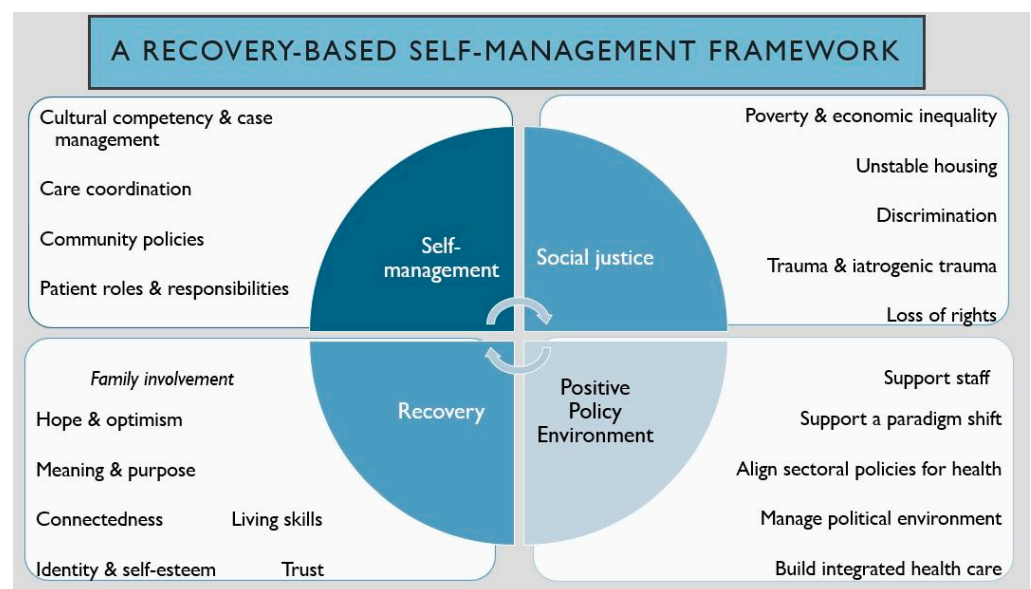 A RECOVERY-BASED SELF-MANAGEMENT FRAMEWORK
Cultural competency & case
management
Care coordination
Community policies
Patient roles & responsibilities
Self-
management
Social justice
Poverty & economic inequality
Unstable housing
Discrimination
Trauma & iatrogenic trauma
Loss of rights
Family involvement
Hope & optimism
Meaning & purpose
Connectedness
Living skills
Identity & self-esteem
Trust
Recovery
Positive
Policy
Environment
Support staff
Support a paradigm shift
Align sectoral policies for health
Manage political environment
Build integrated health care